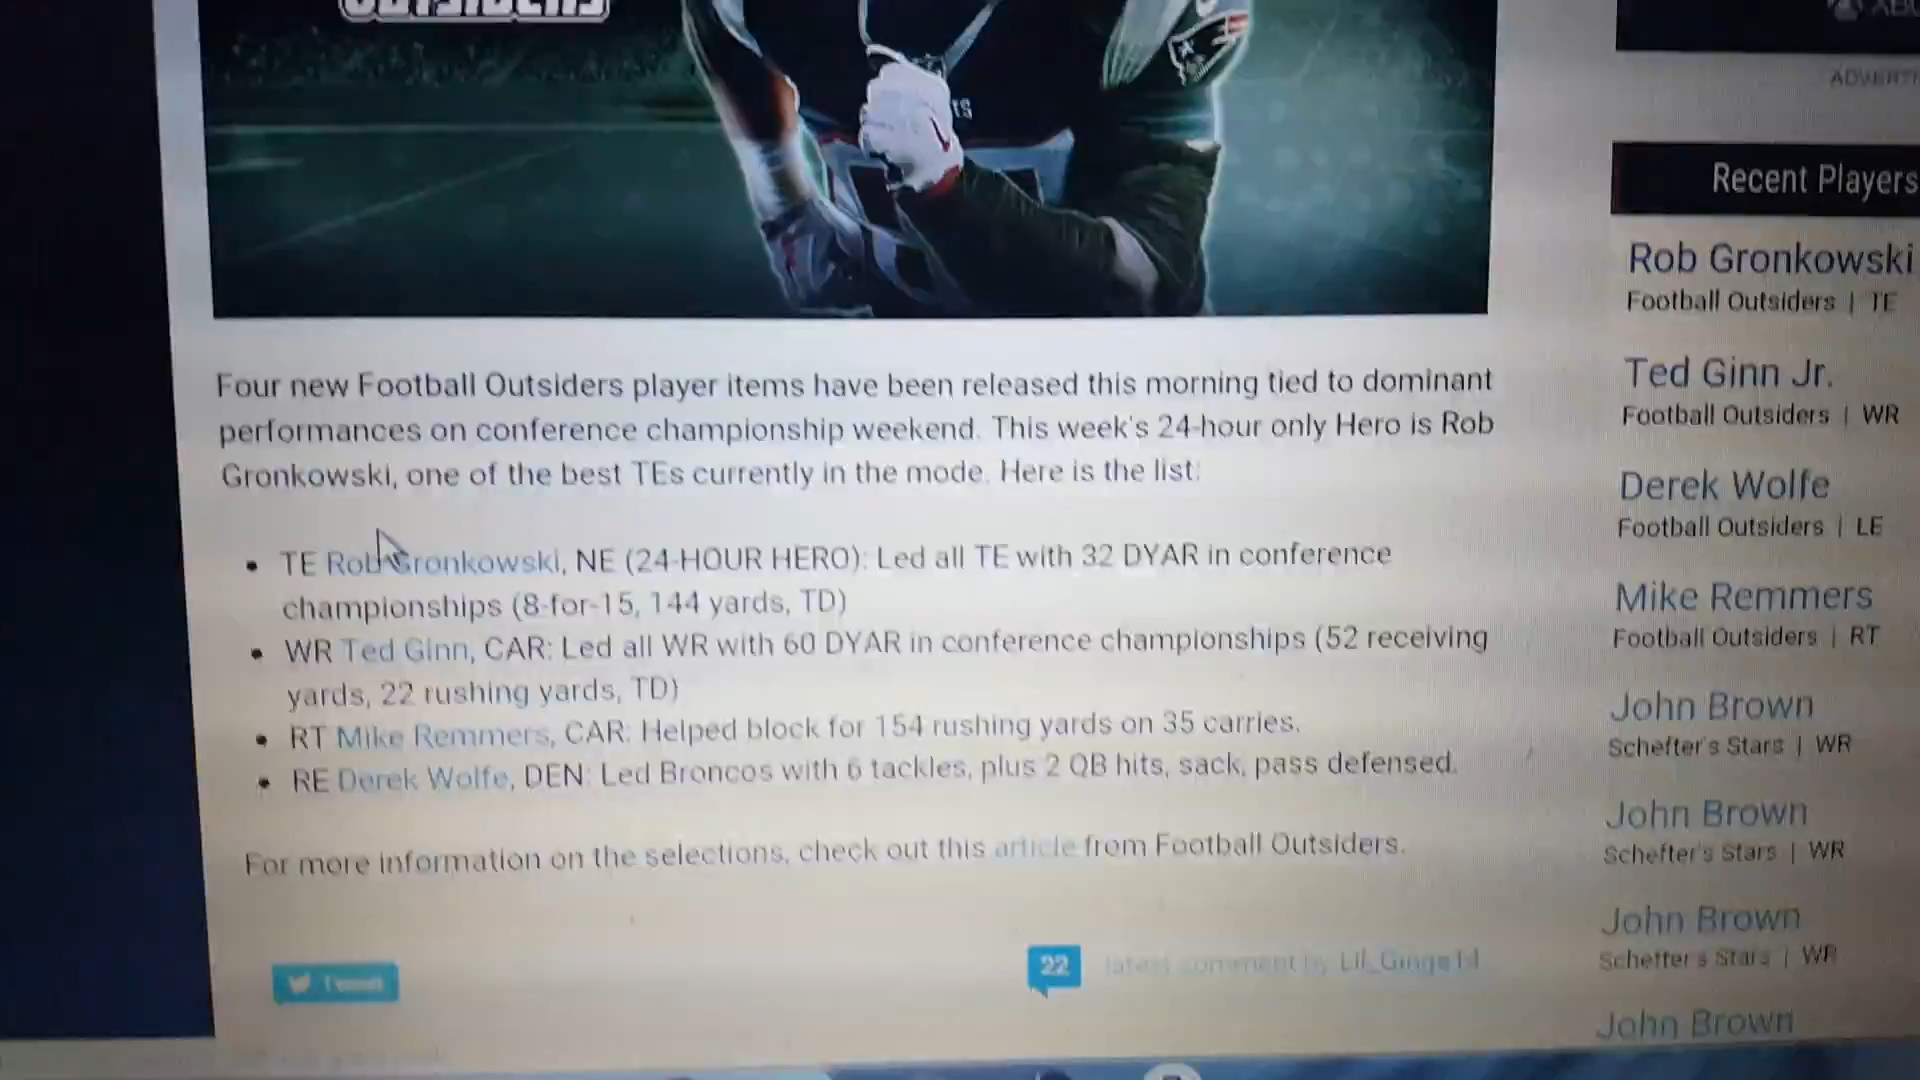 OUTSIDERS
TS
Four new Football Outsiders player items have been released this morning tied to dominant
performances on conference championship weekend. This week's 24-hour only Hero is Rob
Gronkowski, one of the best TEs currently in the mode. Here is the list:
• TE Rob Gronkowski, NE (24-HOUR HERO): Led all TE with 32 DYAR in conference
championships (8-for-15, 144 yards, TD)
• WR Ted Ginn, CAR: Led all WR with 60 DYAR in conference championships (52 receiving
yards, 22 rushing yards, TD)
• RT Mike Remmers, CAR: Helped block for 154 rushing yards on 35 carries.
• RE Derek Wolfe, DEN: Led Broncos with 6 tackles, plus 2 QB hits, sack, pass defensed.
For more information on the selections, check out this article from Football Outsiders.
Tweet
22 latest comment by Lil_Ginge14
ADVERTI
Recent Players
Rob Gronkowski
Football Outsiders | TE
Ted Ginn Jr.
Football Outsiders | WR
Derek Wolfe
Football Outsiders | LE
Mike Remmers
Football Outsiders | RT
John Brown
Schefter's Stars | WR
John Brown
Schefter's Stars | WR
John Brown
Schefter's Stars | WR
John Brown